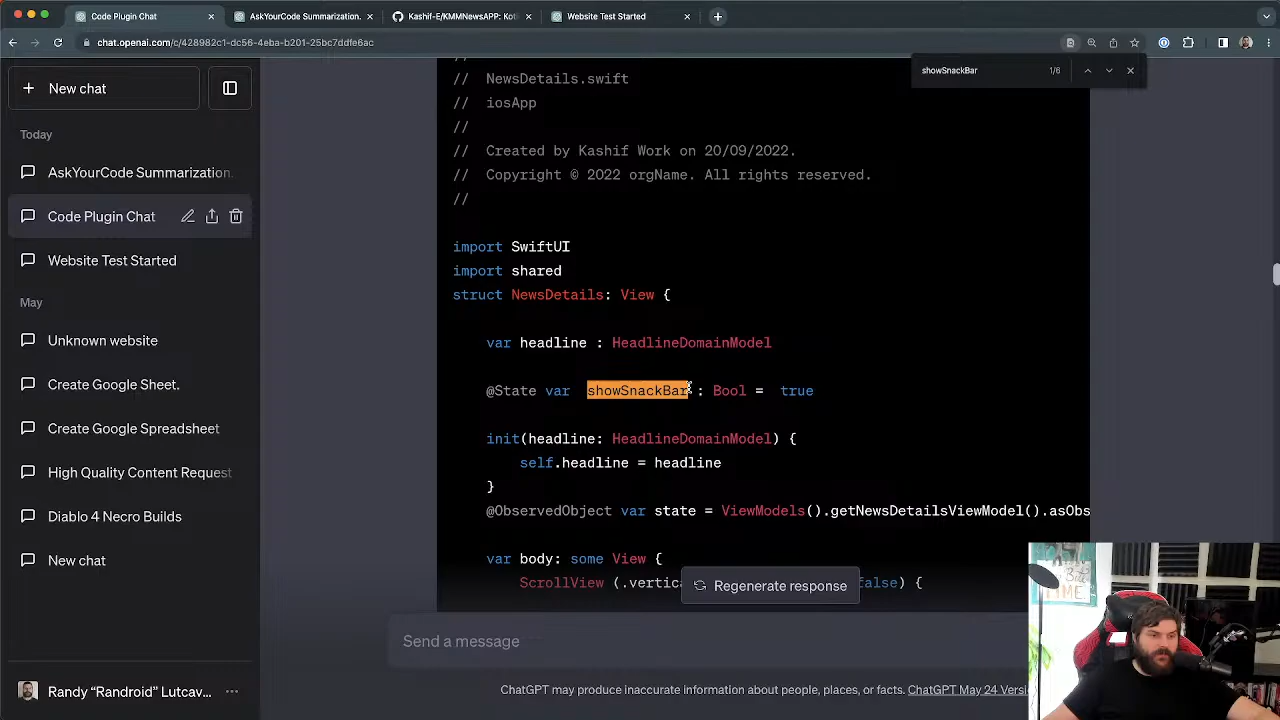 Code Plugin Chat
AskYourCode Summarization.
Kashif-E/KMMNewsAPP: Kotl
Website Test Started
chat.openai.com/c/428982c1-dc56-4eba-b201-25bc7ddfe6ac
showSnackBar 1/6
New chat
Today
AskYourCode Summarization.
Code Plugin Chat
Website Test Started
May
Unknown website
Create Google Sheet.
Create Google Spreadsheet
High Quality Content Request
Diablo 4 Necro Builds
New chat
Randy “Randroid” Lutcav...
//
// NewsDetails.swift
// iosApp
//
// Created by Kashif Work on 20/09/2022.
// Copyright © 2022 orgName. All rights reserved.
//
import SwiftUI
import shared
struct NewsDetails: View {
var headline : HeadlineDomainModel
@State var showSnackBar : Bool = true
init(headline: HeadlineDomainModel) {
self.headline = headline
}
@ObservedObject var state = ViewModels().getNewsDetailsViewModel().asObs
var body: some View {
ScrollView (.vertica false) {
Regenerate response
Send a message
ChatGPT may produce inaccurate information about people, places, or facts. ChatGPT May 24 Versi